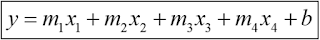 y = m₁x₁ + m₂x₂ + m₃x₃ + m₄x₄ + b